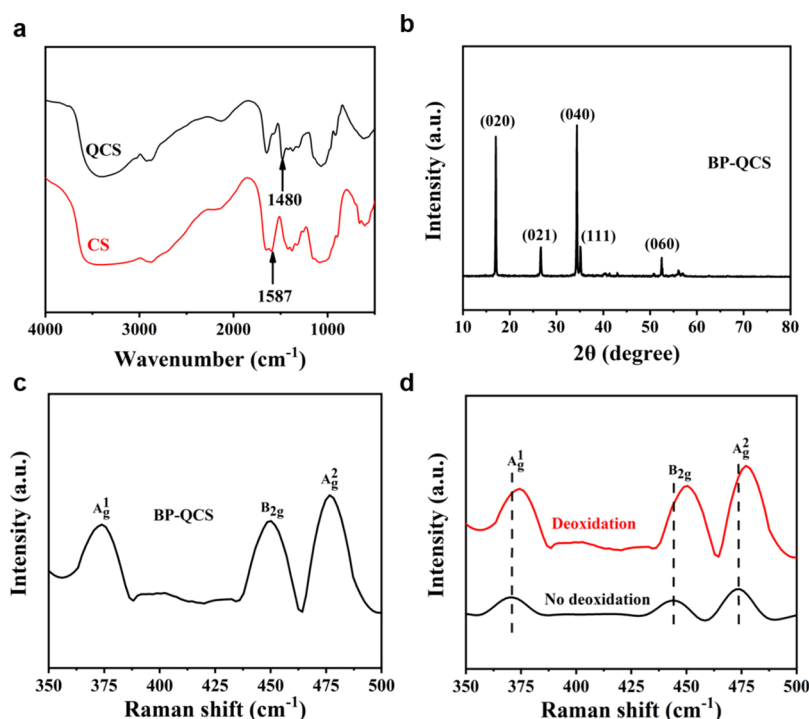 a
QCS
1480
CS
1587
4000 3000 2000 1000
Wavenumber (cm⁻¹)
b
Intensity (a.u.)
(020)
(040)
BP-QCS
(021)
(111)
(060)
10 20 30 40 50 60 70 80
2θ (degree)
c
Intensity (a.u.)
A¹g
BP-QCS
B₂g
A²g
350 375 400 425 450 475 500
Raman shift (cm⁻¹)
d
Intensity (a.u.)
A¹g
B₂g
A²g
Deoxidation
No deoxidation
350 375 400 425 450 475 500
Raman shift (cm⁻¹)